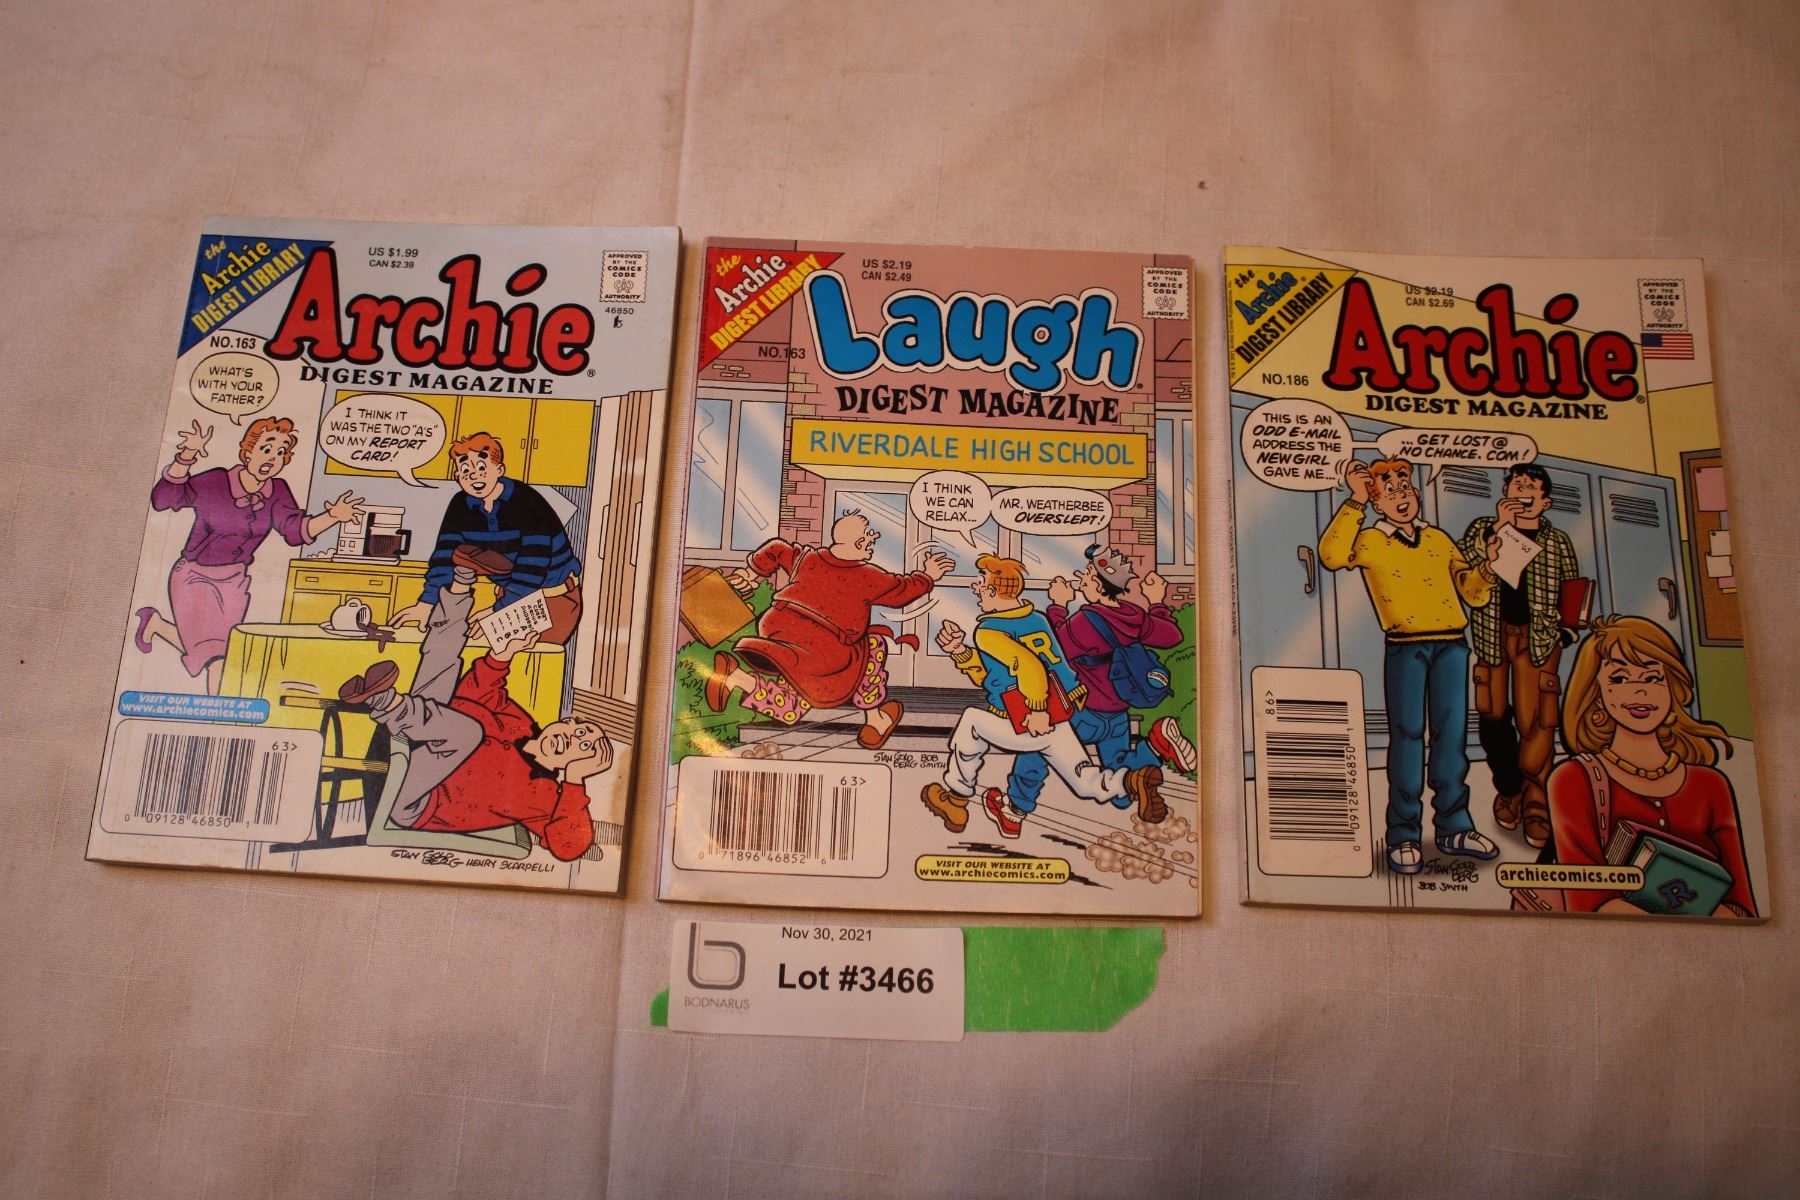 the
Archie
DIGEST LIBRARY
US $1.99
CAN $2.39
APPROVED
BY THE
COMICS
CODE
AUTHORITY
46850
NO.163
Archie®
DIGEST MAGAZINE
WHAT'S
WITH YOUR
FATHER?
I THINK IT
WAS THE TWO "A'S"
ON MY REPORT
CARD!
REPORT
CARD
VISIT OUR WEBSITE AT
www.archiecomics.com
63>
0 09128 46850 1
STAN GOLDBERG HENRY SCARPELLI
the
Archie
DIGEST LIBRARY
US $2.19
CAN $2.49
APPROVED
BY THE
COMICS
CODE
AUTHORITY
NO.163
Laugh®
DIGEST MAGAZINE
RIVERDALE HIGH SCHOOL
I THINK
WE CAN
RELAX...
MR. WEATHERBEE
OVERSLEPT!
R
STAN GOLDBERG BOB SMITH
63>
0 71896 46852 6
VISIT OUR WEBSITE AT
www.archiecomics.com
the
Archie
DIGEST LIBRARY
US $2.19
CAN $2.69
APPROVED
BY THE
COMICS
CODE
AUTHORITY
NO.186
Archie®
DIGEST MAGAZINE
THIS IS AN
ODD E-MAIL
ADDRESS THE
NEW GIRL
GAVE ME...
...GET LOST@
NO CHANCE.COM!
86>
0 09128 46850 1
STAN GOLDBERG
BOB SMITH
archiecomics.com
R
Nov 30, 2021
Lot #3466
BODNARUS